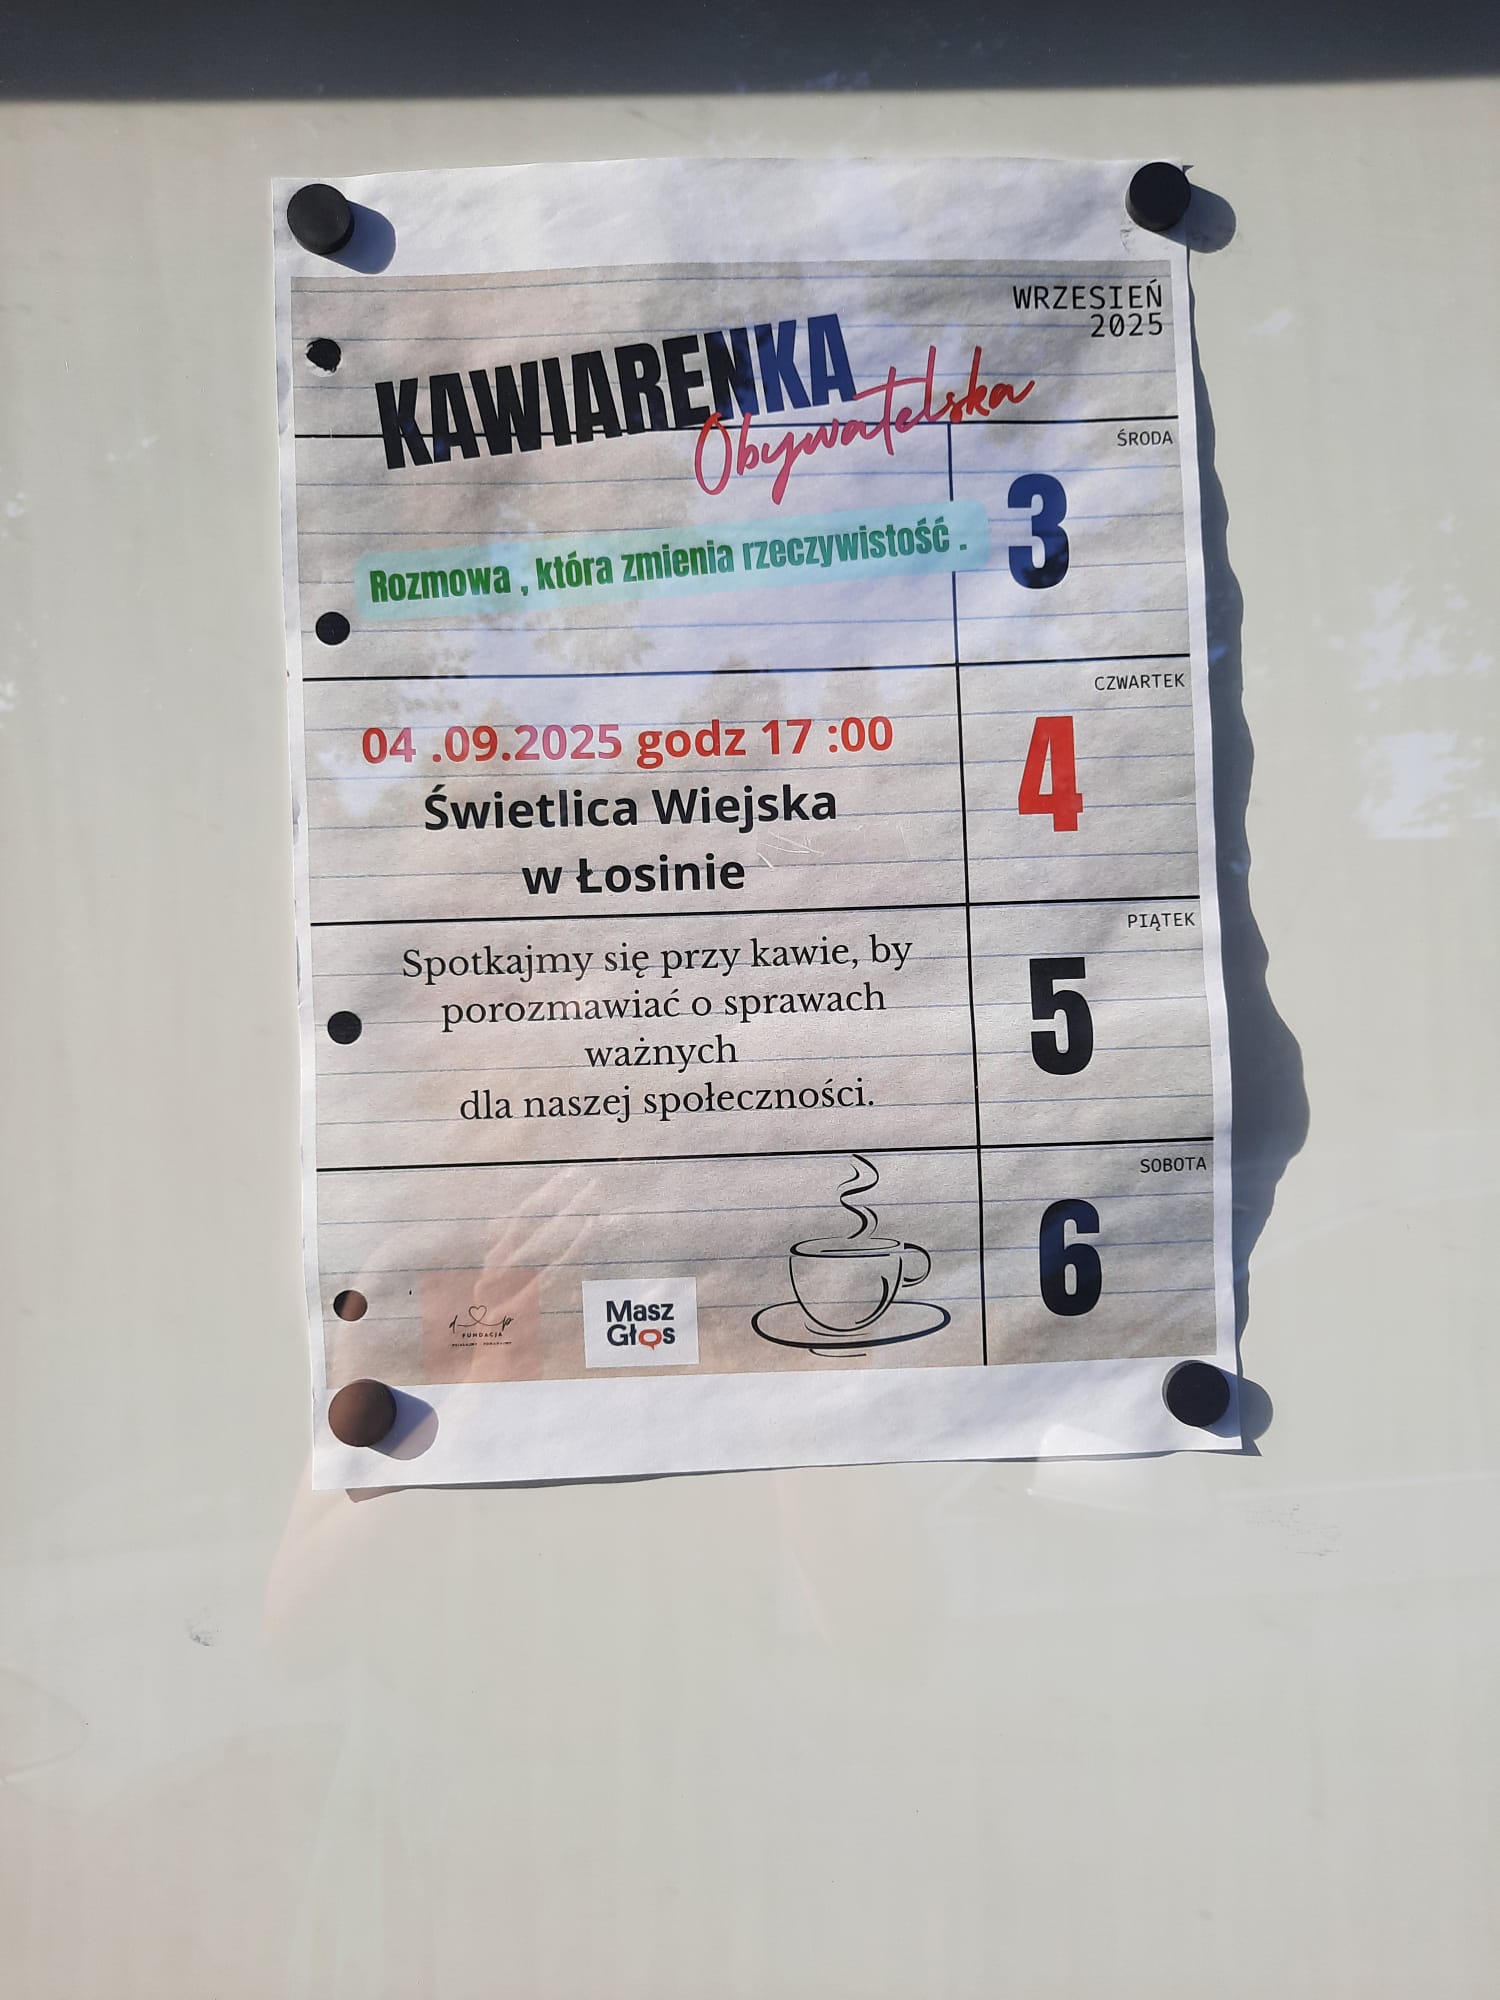 WRZESIEŃ
2025
KAWIARENKA
Obywatelska
ŚRODA
3
Rozmowa , która zmienia rzeczywistość .
CZWARTEK
4
04 .09.2025 godz 17 :00
Świetlica Wiejska
w Łosinie
PIĄTEK
5
Spotkajmy się przy kawie, by
porozmawiać o sprawach
ważnych
dla naszej społeczności.
SOBOTA
6
d p
FUNDACJA
Masz
Głos